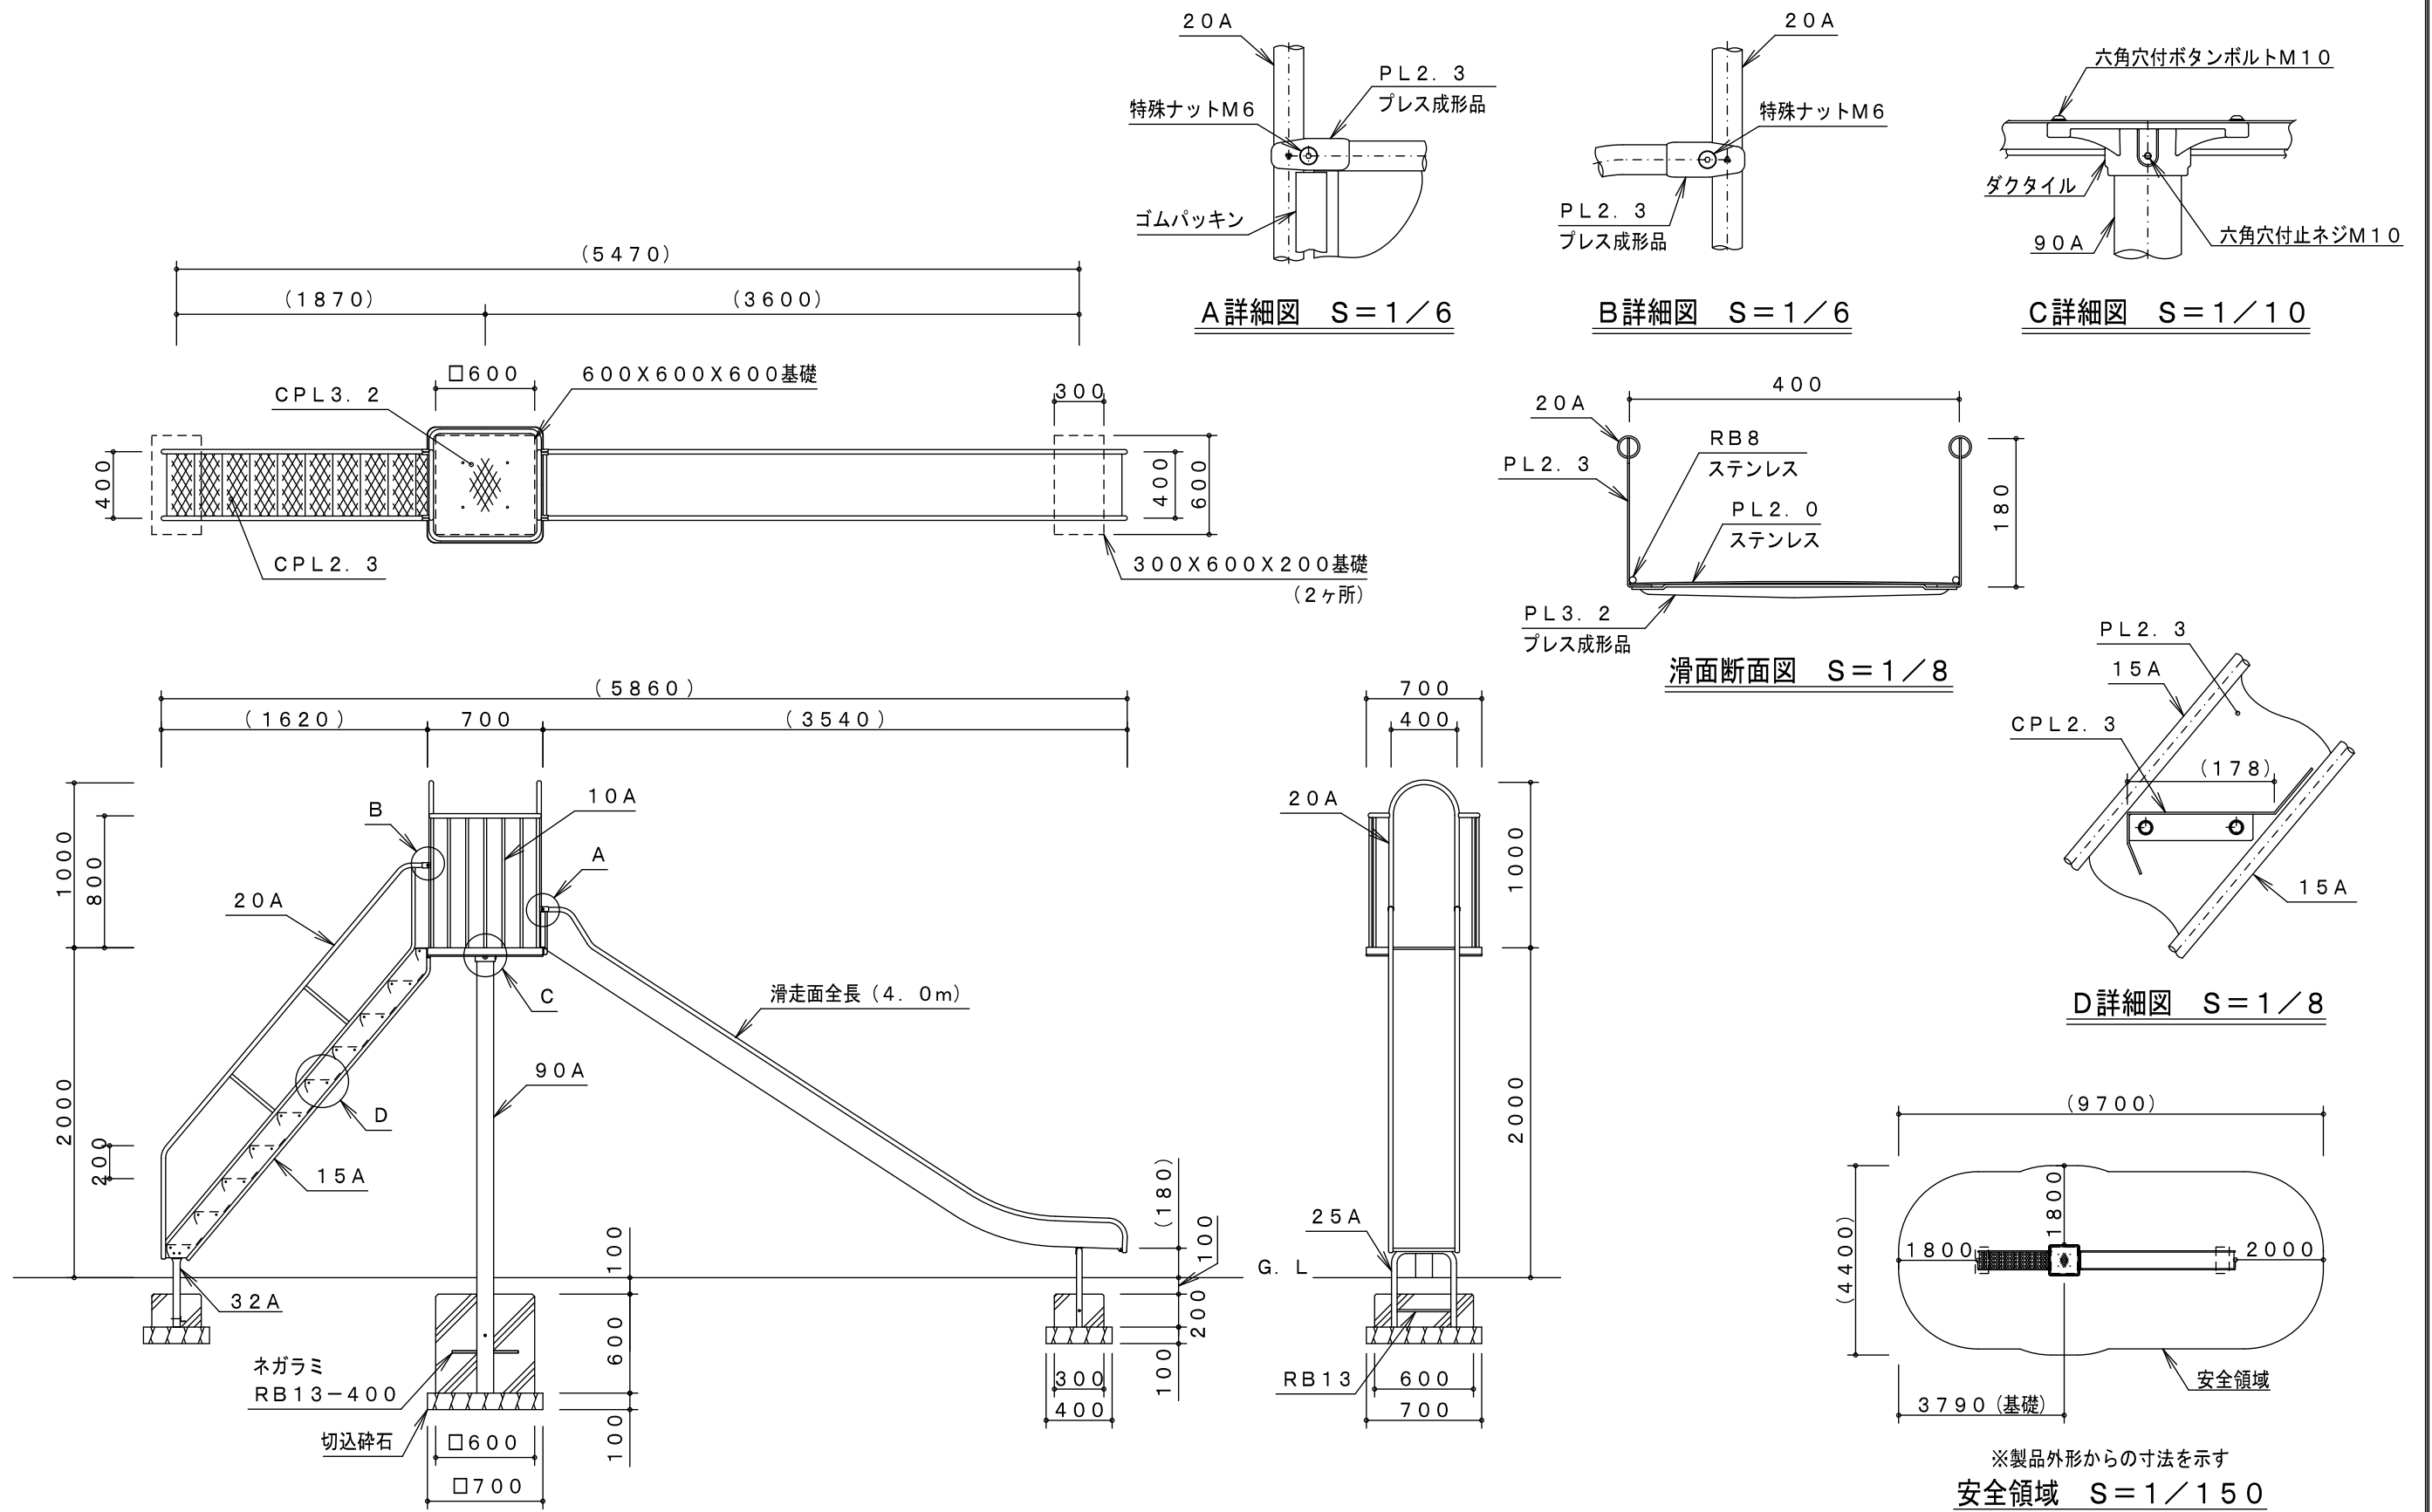 20A
PL2.3
プレス成形品
特殊ナットM6
ゴムパッキン
A詳細図 S=1/6
20A
特殊ナットM6
PL2.3
プレス成形品
B詳細図 S=1/6
六角穴付ボタンボルトM10
ダクタイル
90A
六角穴付止ネジM10
C詳細図 S=1/10
(5470)
(1870)
(3600)
□600
600X600X600基礎
CPL3.2
300
400
400
600
CPL2.3
300X600X200基礎
(2ヶ所)
400
20A
RB8
ステンレス
PL2.3
PL2.0
ステンレス
180
PL3.2
プレス成形品
滑面断面図 S=1/8
PL2.3
15A
CPL2.3
(178)
15A
D詳細図 S=1/8
(5860)
(1620)
700
(3540)
B
10A
A
1000
800
20A
C
滑走面全長(4.0m)
90A
D
2000
200
15A
32A
100
(180)
100
G.L
600
200
100
ネガラミ
RB13-400
切込砕石
100
□600
□700
300
400
700
400
20A
1000
2000
25A
RB13
600
700
(9700)
1800
1800
2000
(4400)
安全領域
3790(基礎)
※製品外形からの寸法を示す
安全領域 S=1/150